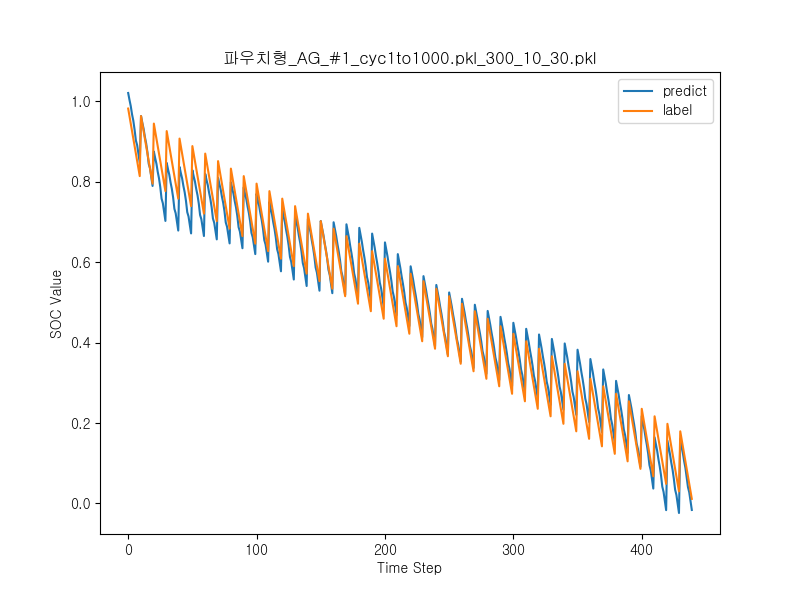 파우치형_AG_#1_cyc1to1000.pkl_300_10_30.pkl
predict
label
1.0
0.8
0.6
0.4
0.2
0.0
SOC Value
0
100
200
300
400
Time Step